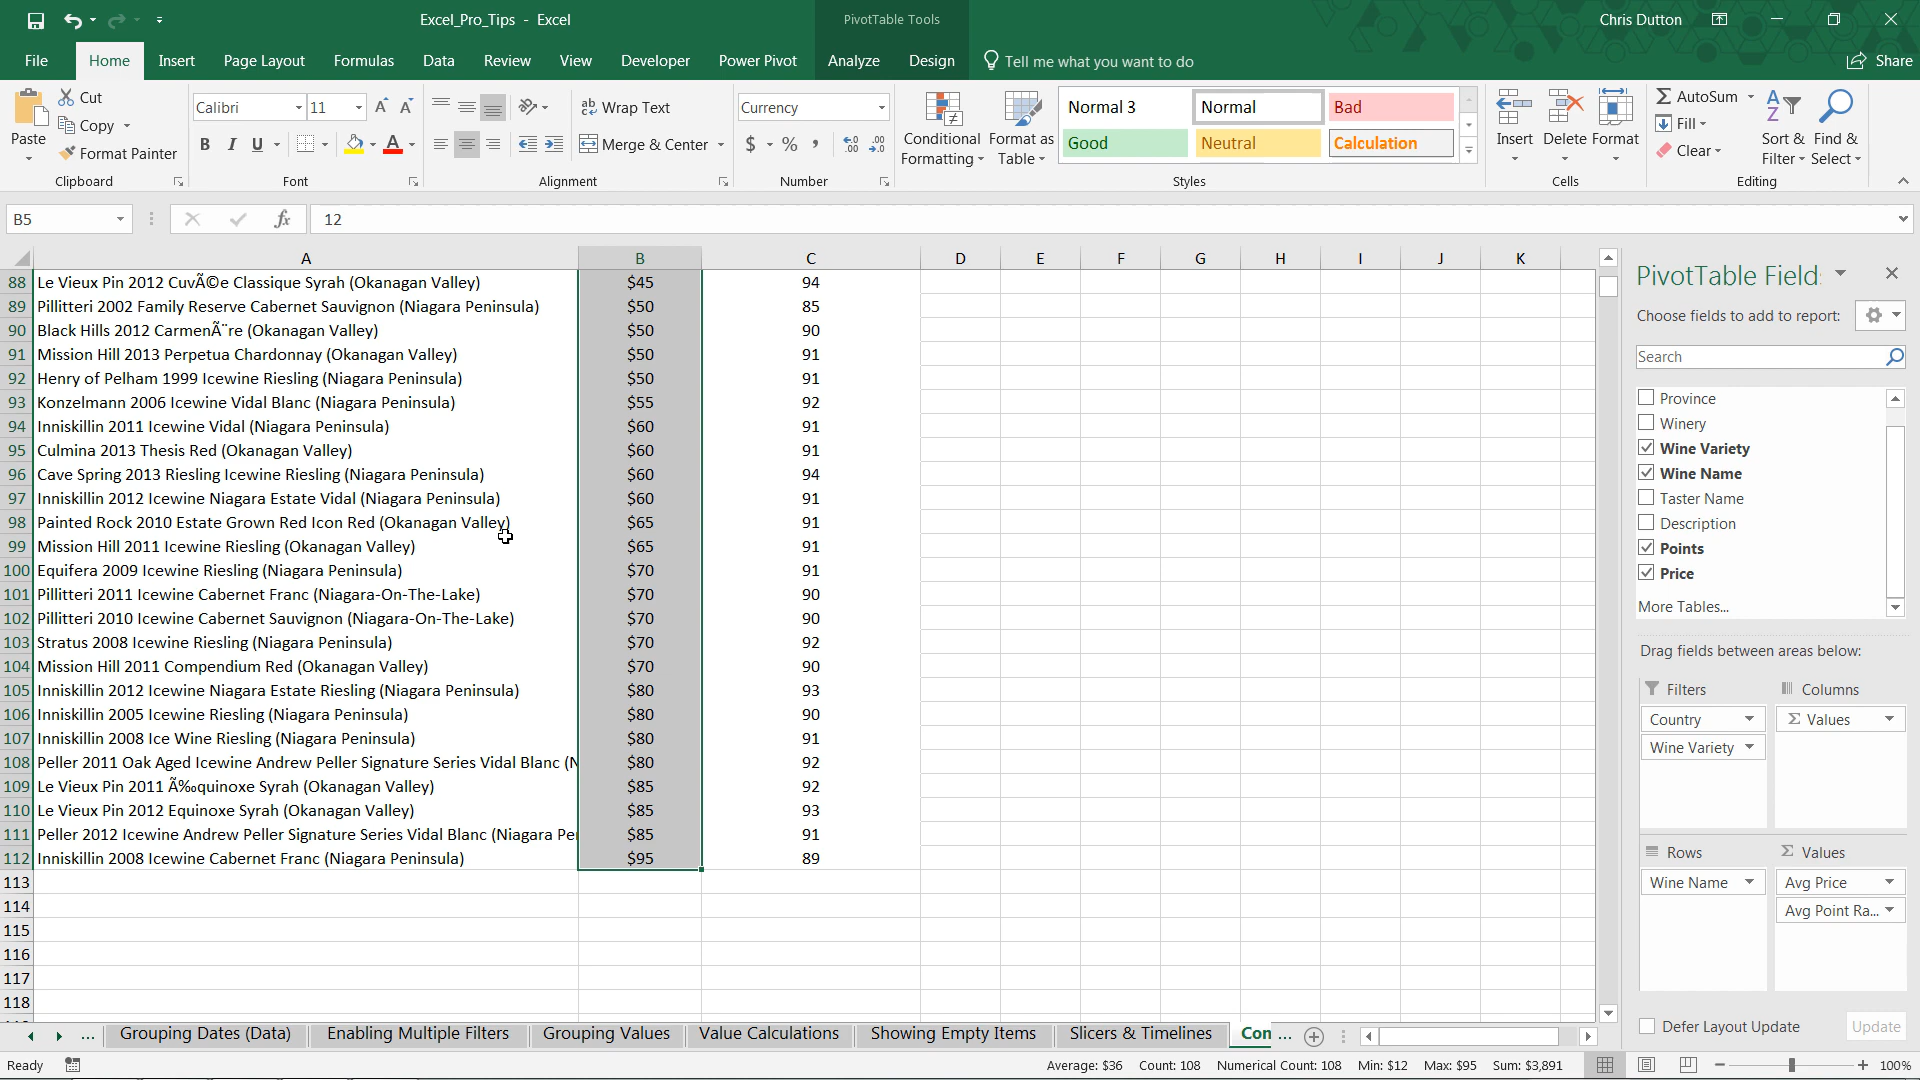 Excel_Pro_Tips - Excel
PivotTable Tools
Chris Dutton
File Home Insert Page Layout Formulas Data Review View Developer Power Pivot Analyze Design Tell me what you want to do Share
Paste
Cut
Copy
Format Painter
Clipboard
Calibri 11
B I U A
Font
Wrap Text
Merge & Center
Alignment
Currency
$ % ,
Number
Conditional Formatting
Format as Table
Normal 3 Normal Bad
Good Neutral Calculation
Styles
Insert Delete Format
Cells
AutoSum
Fill
Clear
Sort & Filter
Find & Select
Editing
B5 fx 12
A B C D E F G H I J K
88 Le Vieux Pin 2012 CuvÃ©e Classique Syrah (Okanagan Valley) $45 94
89 Pillitteri 2002 Family Reserve Cabernet Sauvignon (Niagara Peninsula) $50 85
90 Black Hills 2012 CarmenÃ¨re (Okanagan Valley) $50 90
91 Mission Hill 2013 Perpetua Chardonnay (Okanagan Valley) $50 91
92 Henry of Pelham 1999 Icewine Riesling (Niagara Peninsula) $50 91
93 Konzelmann 2006 Icewine Vidal Blanc (Niagara Peninsula) $55 92
94 Inniskillin 2011 Icewine Vidal (Niagara Peninsula) $60 91
95 Culmina 2013 Thesis Red (Okanagan Valley) $60 91
96 Cave Spring 2013 Riesling Icewine Riesling (Niagara Peninsula) $60 94
97 Inniskillin 2012 Icewine Niagara Estate Vidal (Niagara Peninsula) $60 91
98 Painted Rock 2010 Estate Grown Red Icon Red (Okanagan Valley) $65 91
99 Mission Hill 2011 Icewine Riesling (Okanagan Valley) $65 91
100 Equifera 2009 Icewine Riesling (Niagara Peninsula) $70 91
101 Pillitteri 2011 Icewine Cabernet Franc (Niagara-On-The-Lake) $70 90
102 Pillitteri 2010 Icewine Cabernet Sauvignon (Niagara-On-The-Lake) $70 90
103 Stratus 2008 Icewine Riesling (Niagara Peninsula) $70 92
104 Mission Hill 2011 Compendium Red (Okanagan Valley) $70 90
105 Inniskillin 2012 Icewine Niagara Estate Riesling (Niagara Peninsula) $80 93
106 Inniskillin 2005 Icewine Riesling (Niagara Peninsula) $80 90
107 Inniskillin 2008 Ice Wine Riesling (Niagara Peninsula) $80 91
108 Peller 2011 Oak Aged Icewine Andrew Peller Signature Series Vidal Blanc (N $80 92
109 Le Vieux Pin 2011 Ã‰quinoxe Syrah (Okanagan Valley) $85 92
110 Le Vieux Pin 2012 Equinoxe Syrah (Okanagan Valley) $85 93
111 Peller 2012 Icewine Andrew Peller Signature Series Vidal Blanc (Niagara Pe $85 91
112 Inniskillin 2008 Icewine Cabernet Franc (Niagara Peninsula) $95 89
113
114
115
116
117
118
PivotTable Field
Choose fields to add to report:
Search
Province
Winery
Wine Variety
Wine Name
Taster Name
Description
Points
Price
More Tables...
Drag fields between areas below:
Filters Columns
Country Σ Values
Wine Variety
Rows Σ Values
Wine Name Avg Price
Avg Point Ra...
Defer Layout Update Update
... Grouping Dates (Data) Enabling Multiple Filters Grouping Values Value Calculations Showing Empty Items Slicers & Timelines Con ...
Ready Average: $36 Count: 108 Numerical Count: 108 Min: $12 Max: $95 Sum: $3,891 100%